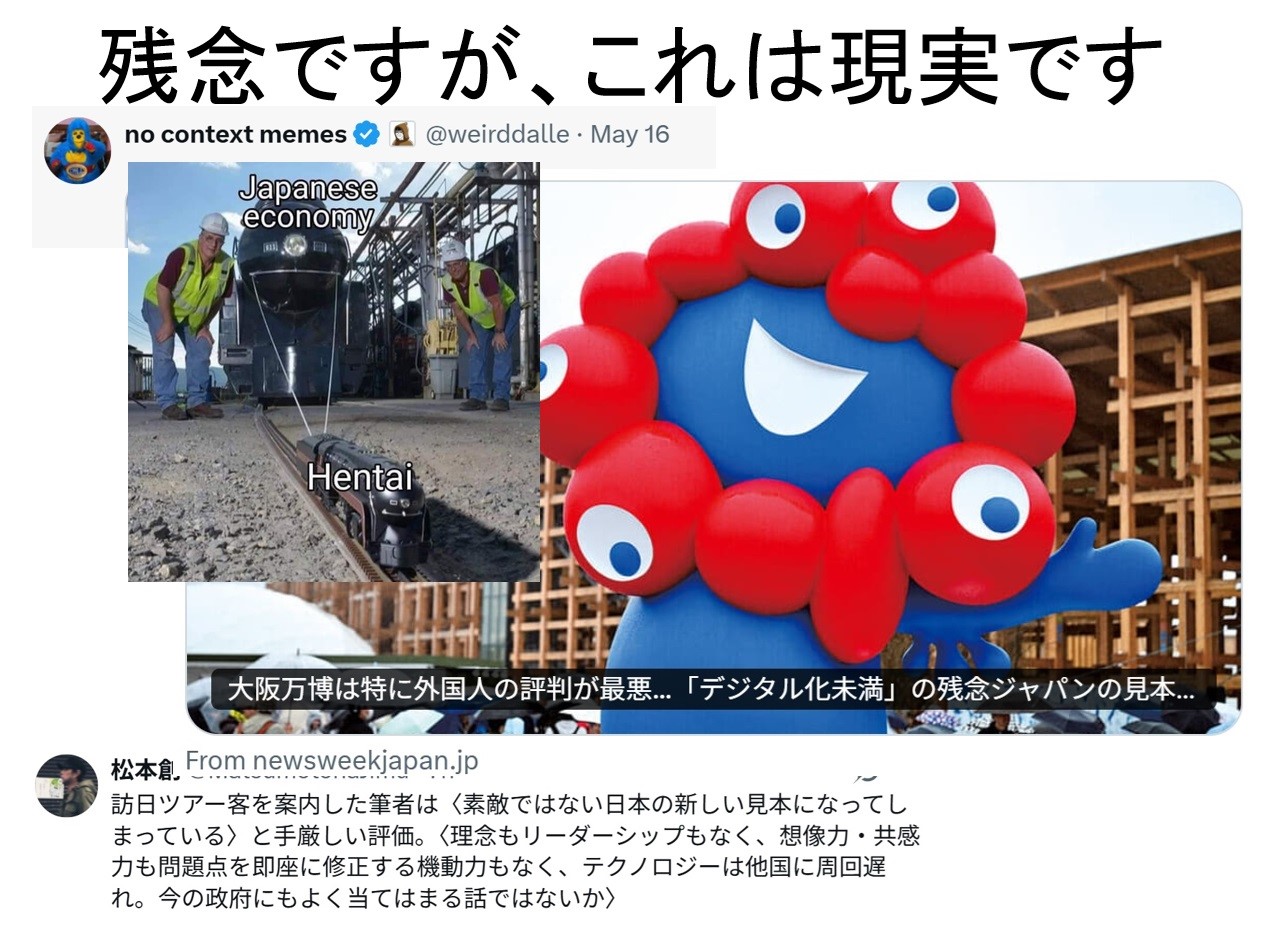 残念ですが、これは現実です
no context memes @weirddalle · May 16
Japanese
economy
Hentai
大阪万博は特に外国人の評判が最悪...「デジタル化未満」の残念ジャパンの見本...
From newsweekjapan.jp
松本創
訪日ツアー客を案内した筆者は〈素敵ではない日本の新しい見本になってし
まっている〉と手厳しい評価。〈理念もリーダーシップもなく、想像力・共感
力も問題点を即座に修正する機動力もなく、テクノロジーは他国に周回遅
れ。今の政府にもよく当てはまる話ではないか〉